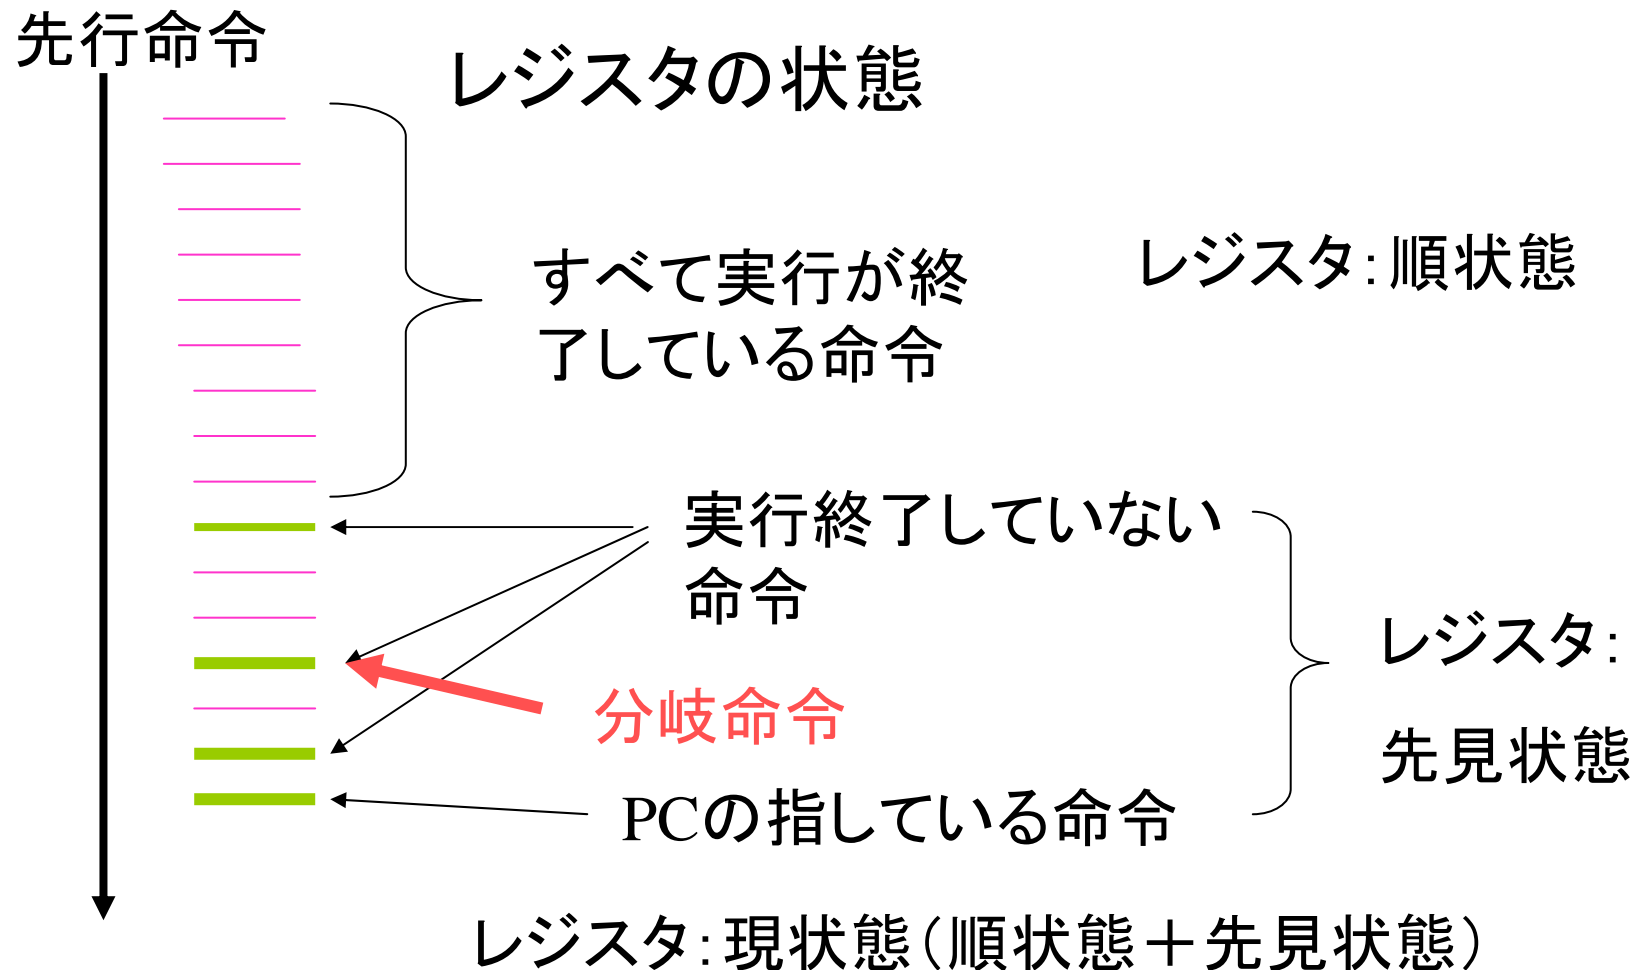 先行命令
レジスタの状態
すべて実行が終
了している命令
レジスタ:順状態
実行終了していない
命令
分岐命令
レジスタ:
先見状態
PCの指している命令
レジスタ:現状態(順状態+先見状態)